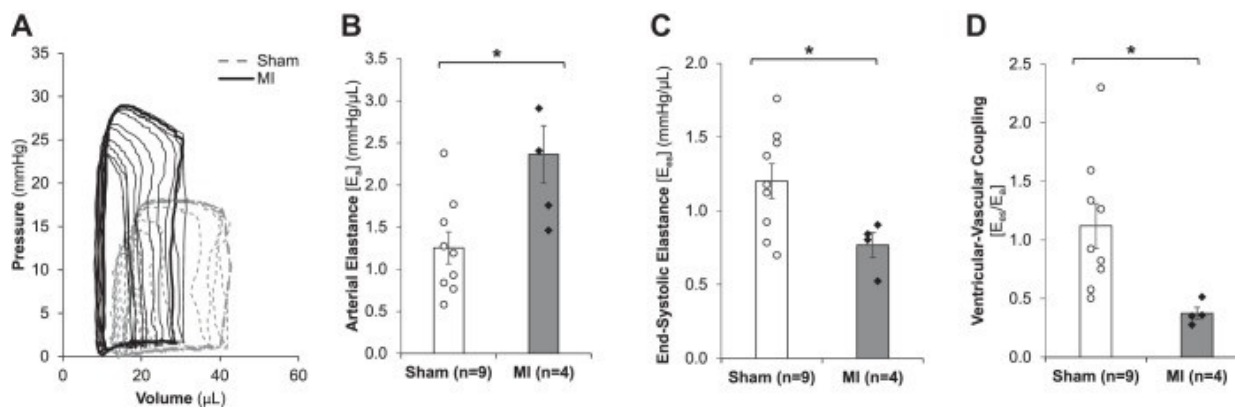 A
Pressure (mmHg)
35
30
25
20
15
10
5
0
0 20 40 60
Volume (µL)
Sham
MI
B
*
Arterial Elastance [Ea] (mmHg/µL)
3.5
3.0
2.5
2.0
1.5
1.0
0.5
0.0
Sham (n=9) MI (n=4)
C
*
End-Systolic Elastance [Ees] (mmHg/µL)
2.0
1.5
1.0
0.5
0.0
Sham (n=9) MI (n=4)
D
*
Ventricular-Vascular Coupling
[Ees/Ea]
2.5
2.0
1.5
1.0
0.5
0.0
Sham (n=9) MI (n=4)